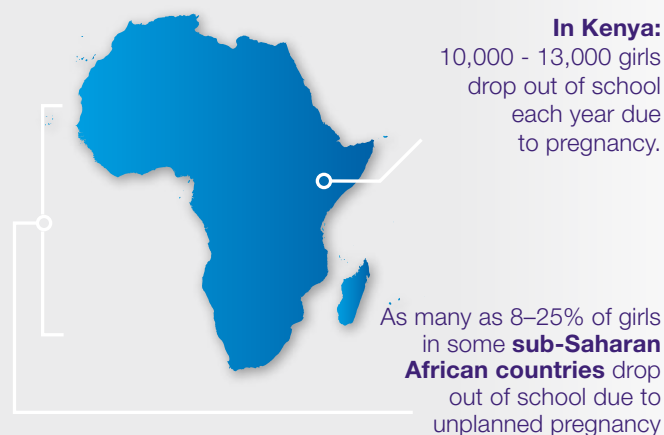 In Kenya:
10,000 - 13,000 girls
drop out of school
each year due
to pregnancy.
As many as 8–25% of girls
in some sub-Saharan
African countries drop
out of school due to
unplanned pregnancy